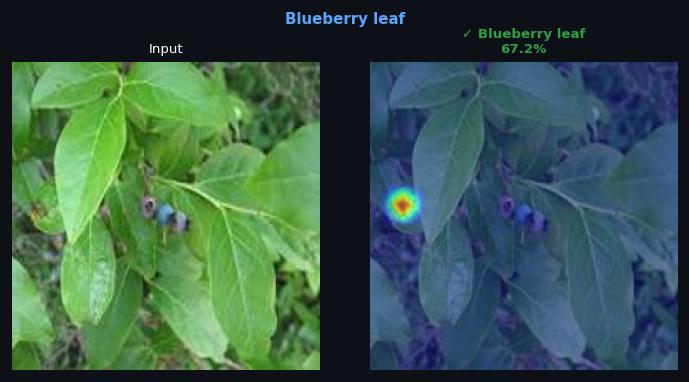 Blueberry leaf
Input
✓ Blueberry leaf
67.2%